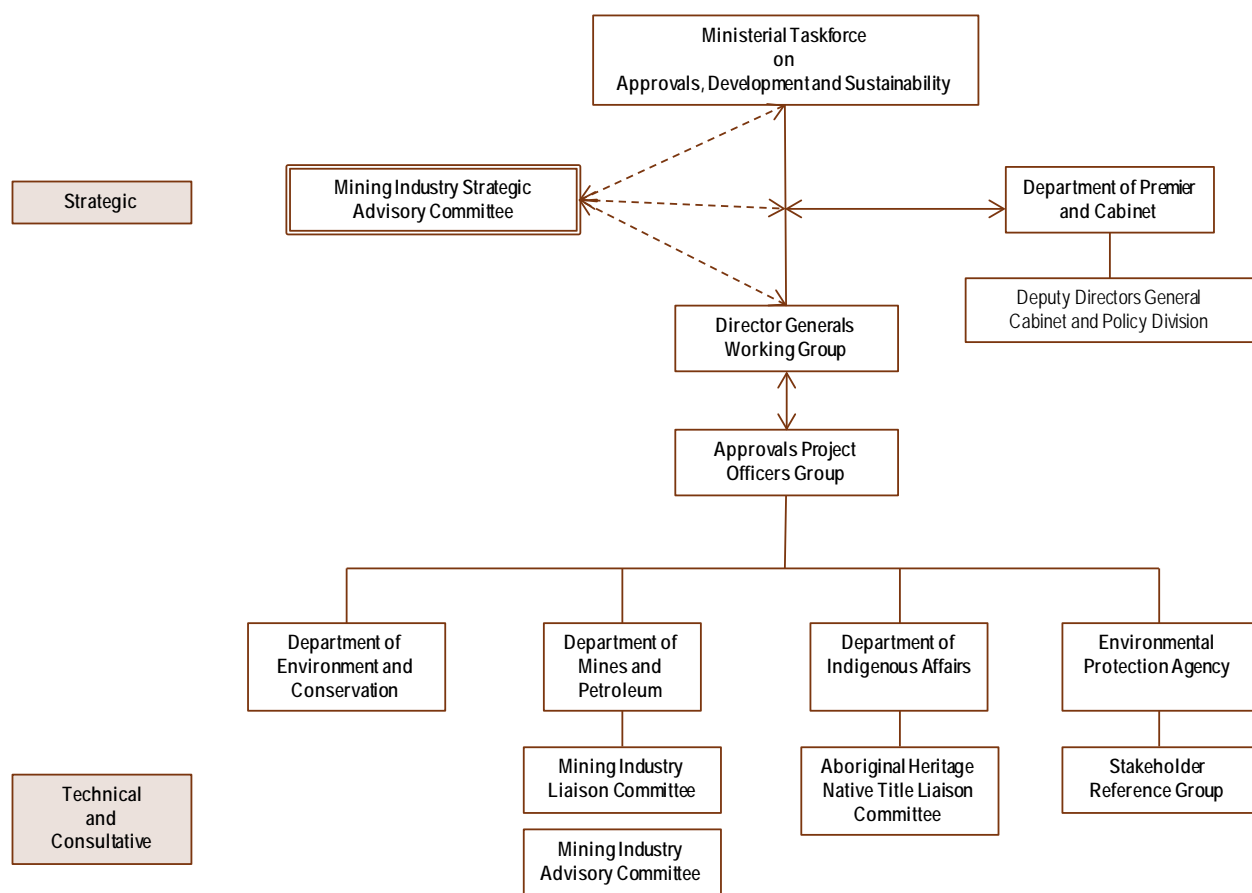 Ministerial Taskforce
on
Approvals, Development and Sustainability
Strategic
Mining Industry Strategic
Advisory Committee
Department of Premier
and Cabinet
Deputy Directors General
Cabinet and Policy Division
Director Generals
Working Group
Approvals Project
Officers Group
Department of
Environment and
Conservation
Department of
Mines and
Petroleum
Department of
Indigenous Affairs
Environmental
Protection Agency
Technical
and
Consultative
Mining Industry
Liaison Committee
Aboriginal Heritage
Native Title Liaison
Committee
Stakeholder
Reference Group
Mining Industry
Advisory Committee